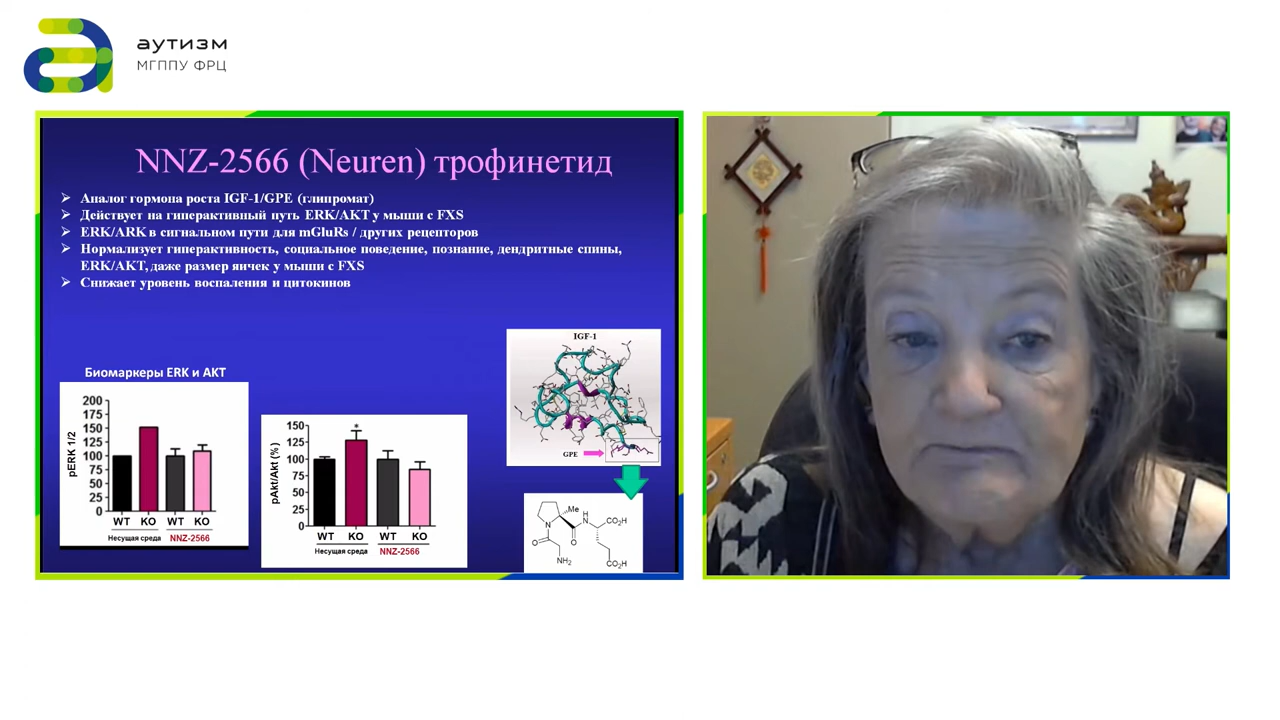 аутизм
МГППУ ФРЦ
NNZ-2566 (Neuren) трофинетид
Аналог гормона роста IGF-1/GPE (глипромат)
Действует на гиперактивный путь ERK/AKT у мыши с FXS
ERK/ARK в сигнальном пути для mGluRs / других рецепторов
Нормализует гиперактивность, социальное поведение, познание, дендритные спины,
ERK/AKT, даже размер яичек у мыши с FXS
Снижает уровень воспаления и цитокинов
Биомаркеры ERK и AKT
pERK 1/2
200
175
150
125
100
75
50
25
0
WT KO WT KO
Несущая среда NNZ-2566
pAkt/Akt (%)
150
125
100
75
50
25
0
*
WT KO WT KO
Несущая среда NNZ-2566
IGF-1
GPE
Me
N
H
N
CO₂H
O
O
NH₂
CO₂H